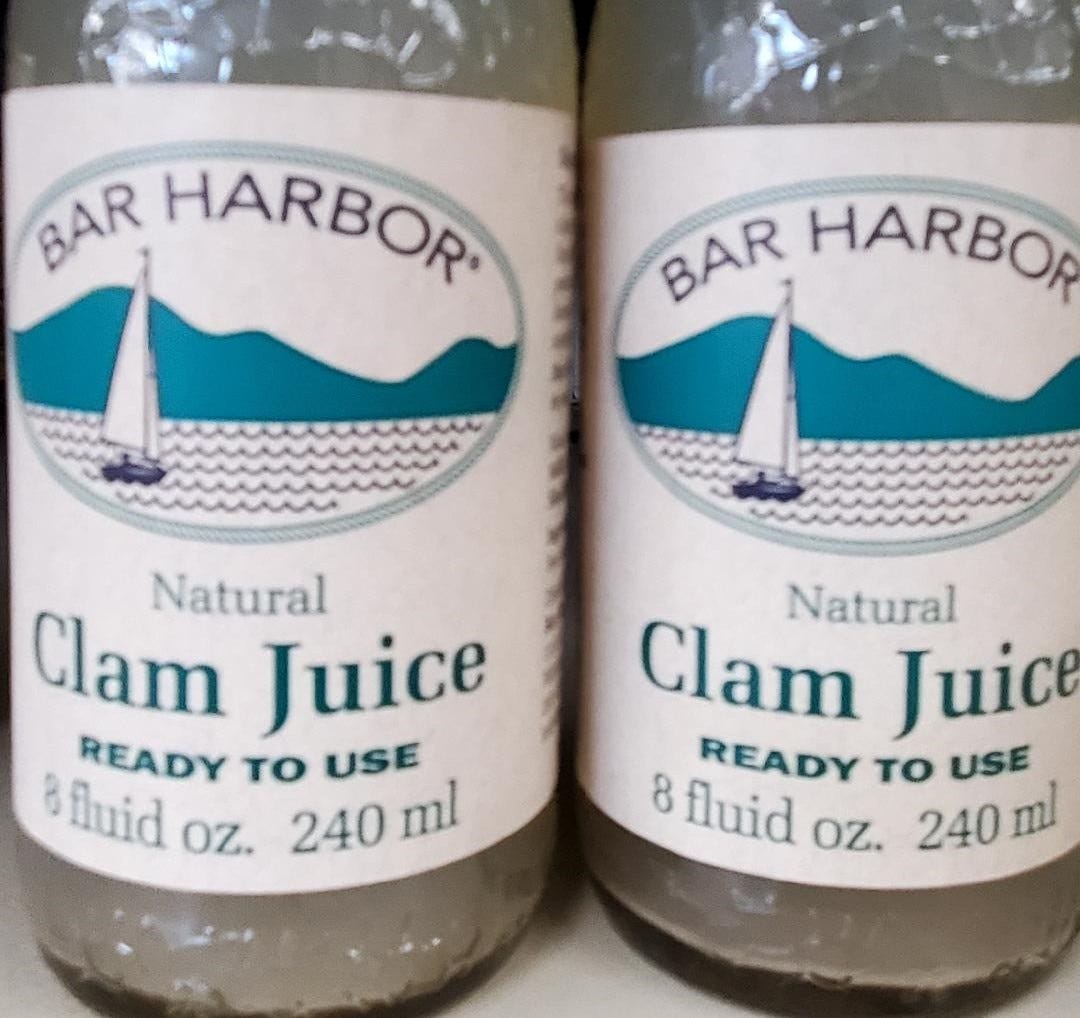 BAR HARBOR®
Natural
Clam Juice
READY TO USE
8 fluid oz. 240 ml
BAR HARBOR
Natural
Clam Juice
READY TO USE
8 fluid oz. 240 ml